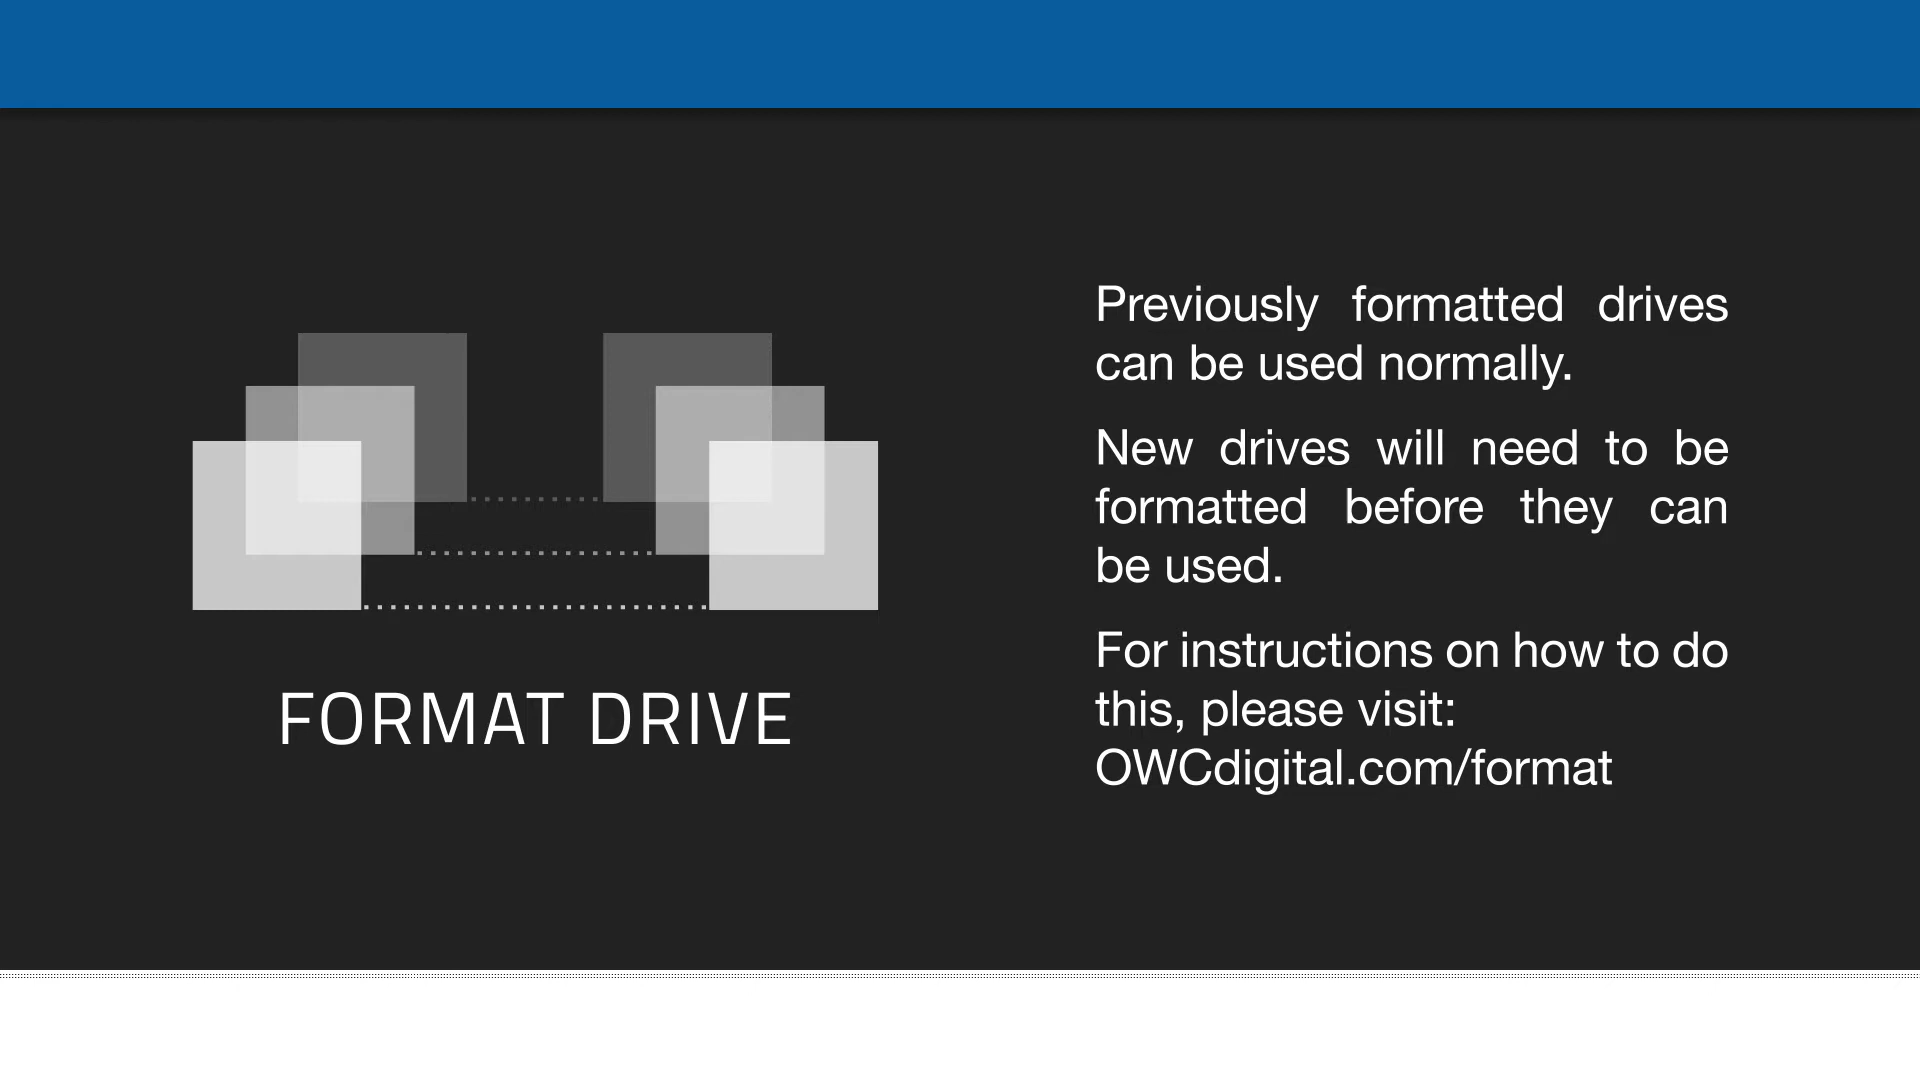 FORMAT DRIVE
Previously formatted drives
can be used normally.
New drives will need to be
formatted before they can
be used.
For instructions on how to do
this, please visit:
OWCdigital.com/format